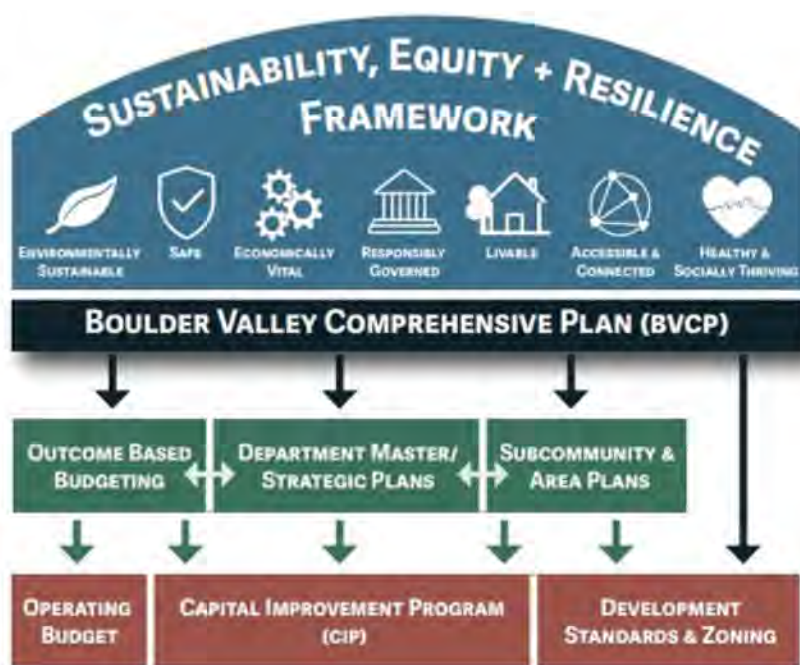 SUSTAINABILITY, EQUITY + RESILIENCE
FRAMEWORK
ENVIRONMENTALLY
SUSTAINABLE
SAFE
ECONOMICALLY
VITAL
RESPONSIBLY
GOVERNED
LIVABLE
ACCESSIBLE &
CONNECTED
HEALTHY &
SOCIALLY THRIVING
BOULDER VALLEY COMPREHENSIVE PLAN (BVCP)
OUTCOME BASED
BUDGETING
DEPARTMENT MASTER/
STRATEGIC PLANS
SUBCOMMUNITY &
AREA PLANS
OPERATING
BUDGET
CAPITAL IMPROVEMENT PROGRAM
(CIP)
DEVELOPMENT
STANDARDS & ZONING